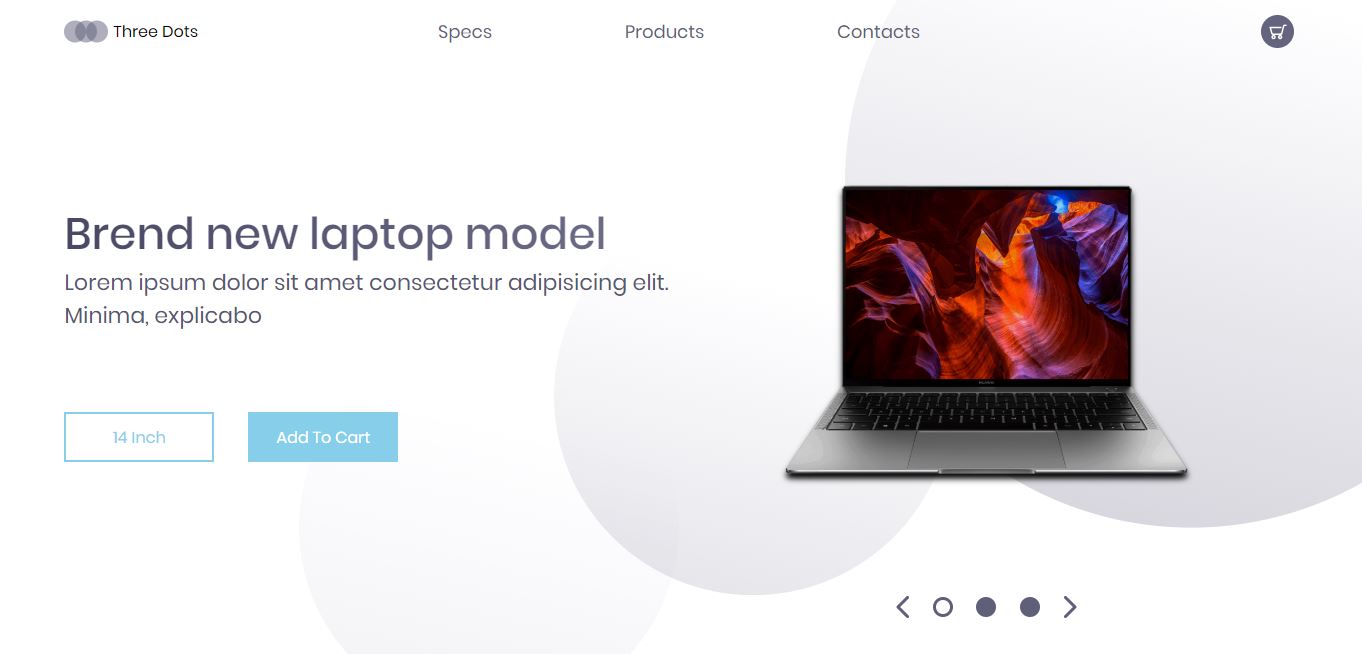 Three Dots
Specs
Products
Contacts
Brend new laptop model
Lorem ipsum dolor sit amet consectetur adipisicing elit.
Minima, explicabo
14 Inch
Add To Cart